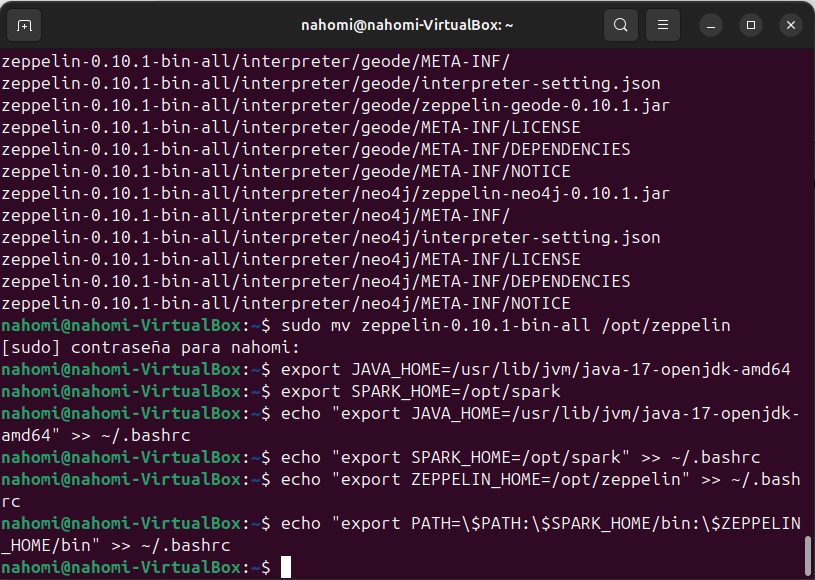 nahomi@nahomi-VirtualBox: ~
zeppelin-0.10.1-bin-all/interpreter/geode/META-INF/
zeppelin-0.10.1-bin-all/interpreter/geode/interpreter-setting.json
zeppelin-0.10.1-bin-all/interpreter/geode/zeppelin-geode-0.10.1.jar
zeppelin-0.10.1-bin-all/interpreter/geode/META-INF/LICENSE
zeppelin-0.10.1-bin-all/interpreter/geode/META-INF/DEPENDENCIES
zeppelin-0.10.1-bin-all/interpreter/geode/META-INF/NOTICE
zeppelin-0.10.1-bin-all/interpreter/neo4j/zeppelin-neo4j-0.10.1.jar
zeppelin-0.10.1-bin-all/interpreter/neo4j/META-INF/
zeppelin-0.10.1-bin-all/interpreter/neo4j/interpreter-setting.json
zeppelin-0.10.1-bin-all/interpreter/neo4j/META-INF/LICENSE
zeppelin-0.10.1-bin-all/interpreter/neo4j/META-INF/DEPENDENCIES
zeppelin-0.10.1-bin-all/interpreter/neo4j/META-INF/NOTICE
nahomi@nahomi-VirtualBox:~$ sudo mv zeppelin-0.10.1-bin-all /opt/zeppelin
[sudo] contraseña para nahomi:
nahomi@nahomi-VirtualBox:~$ export JAVA_HOME=/usr/lib/jvm/java-17-openjdk-amd64
nahomi@nahomi-VirtualBox:~$ export SPARK_HOME=/opt/spark
nahomi@nahomi-VirtualBox:~$ echo "export JAVA_HOME=/usr/lib/jvm/java-17-openjdk-
amd64" >> ~/.bashrc
nahomi@nahomi-VirtualBox:~$ echo "export SPARK_HOME=/opt/spark" >> ~/.bashrc
nahomi@nahomi-VirtualBox:~$ echo "export ZEPPELIN_HOME=/opt/zeppelin" >> ~/.bash
rc
nahomi@nahomi-VirtualBox:~$ echo "export PATH=\$PATH:\$SPARK_HOME/bin:\$ZEPPELIN
_HOME/bin" >> ~/.bashrc
nahomi@nahomi-VirtualBox:~$